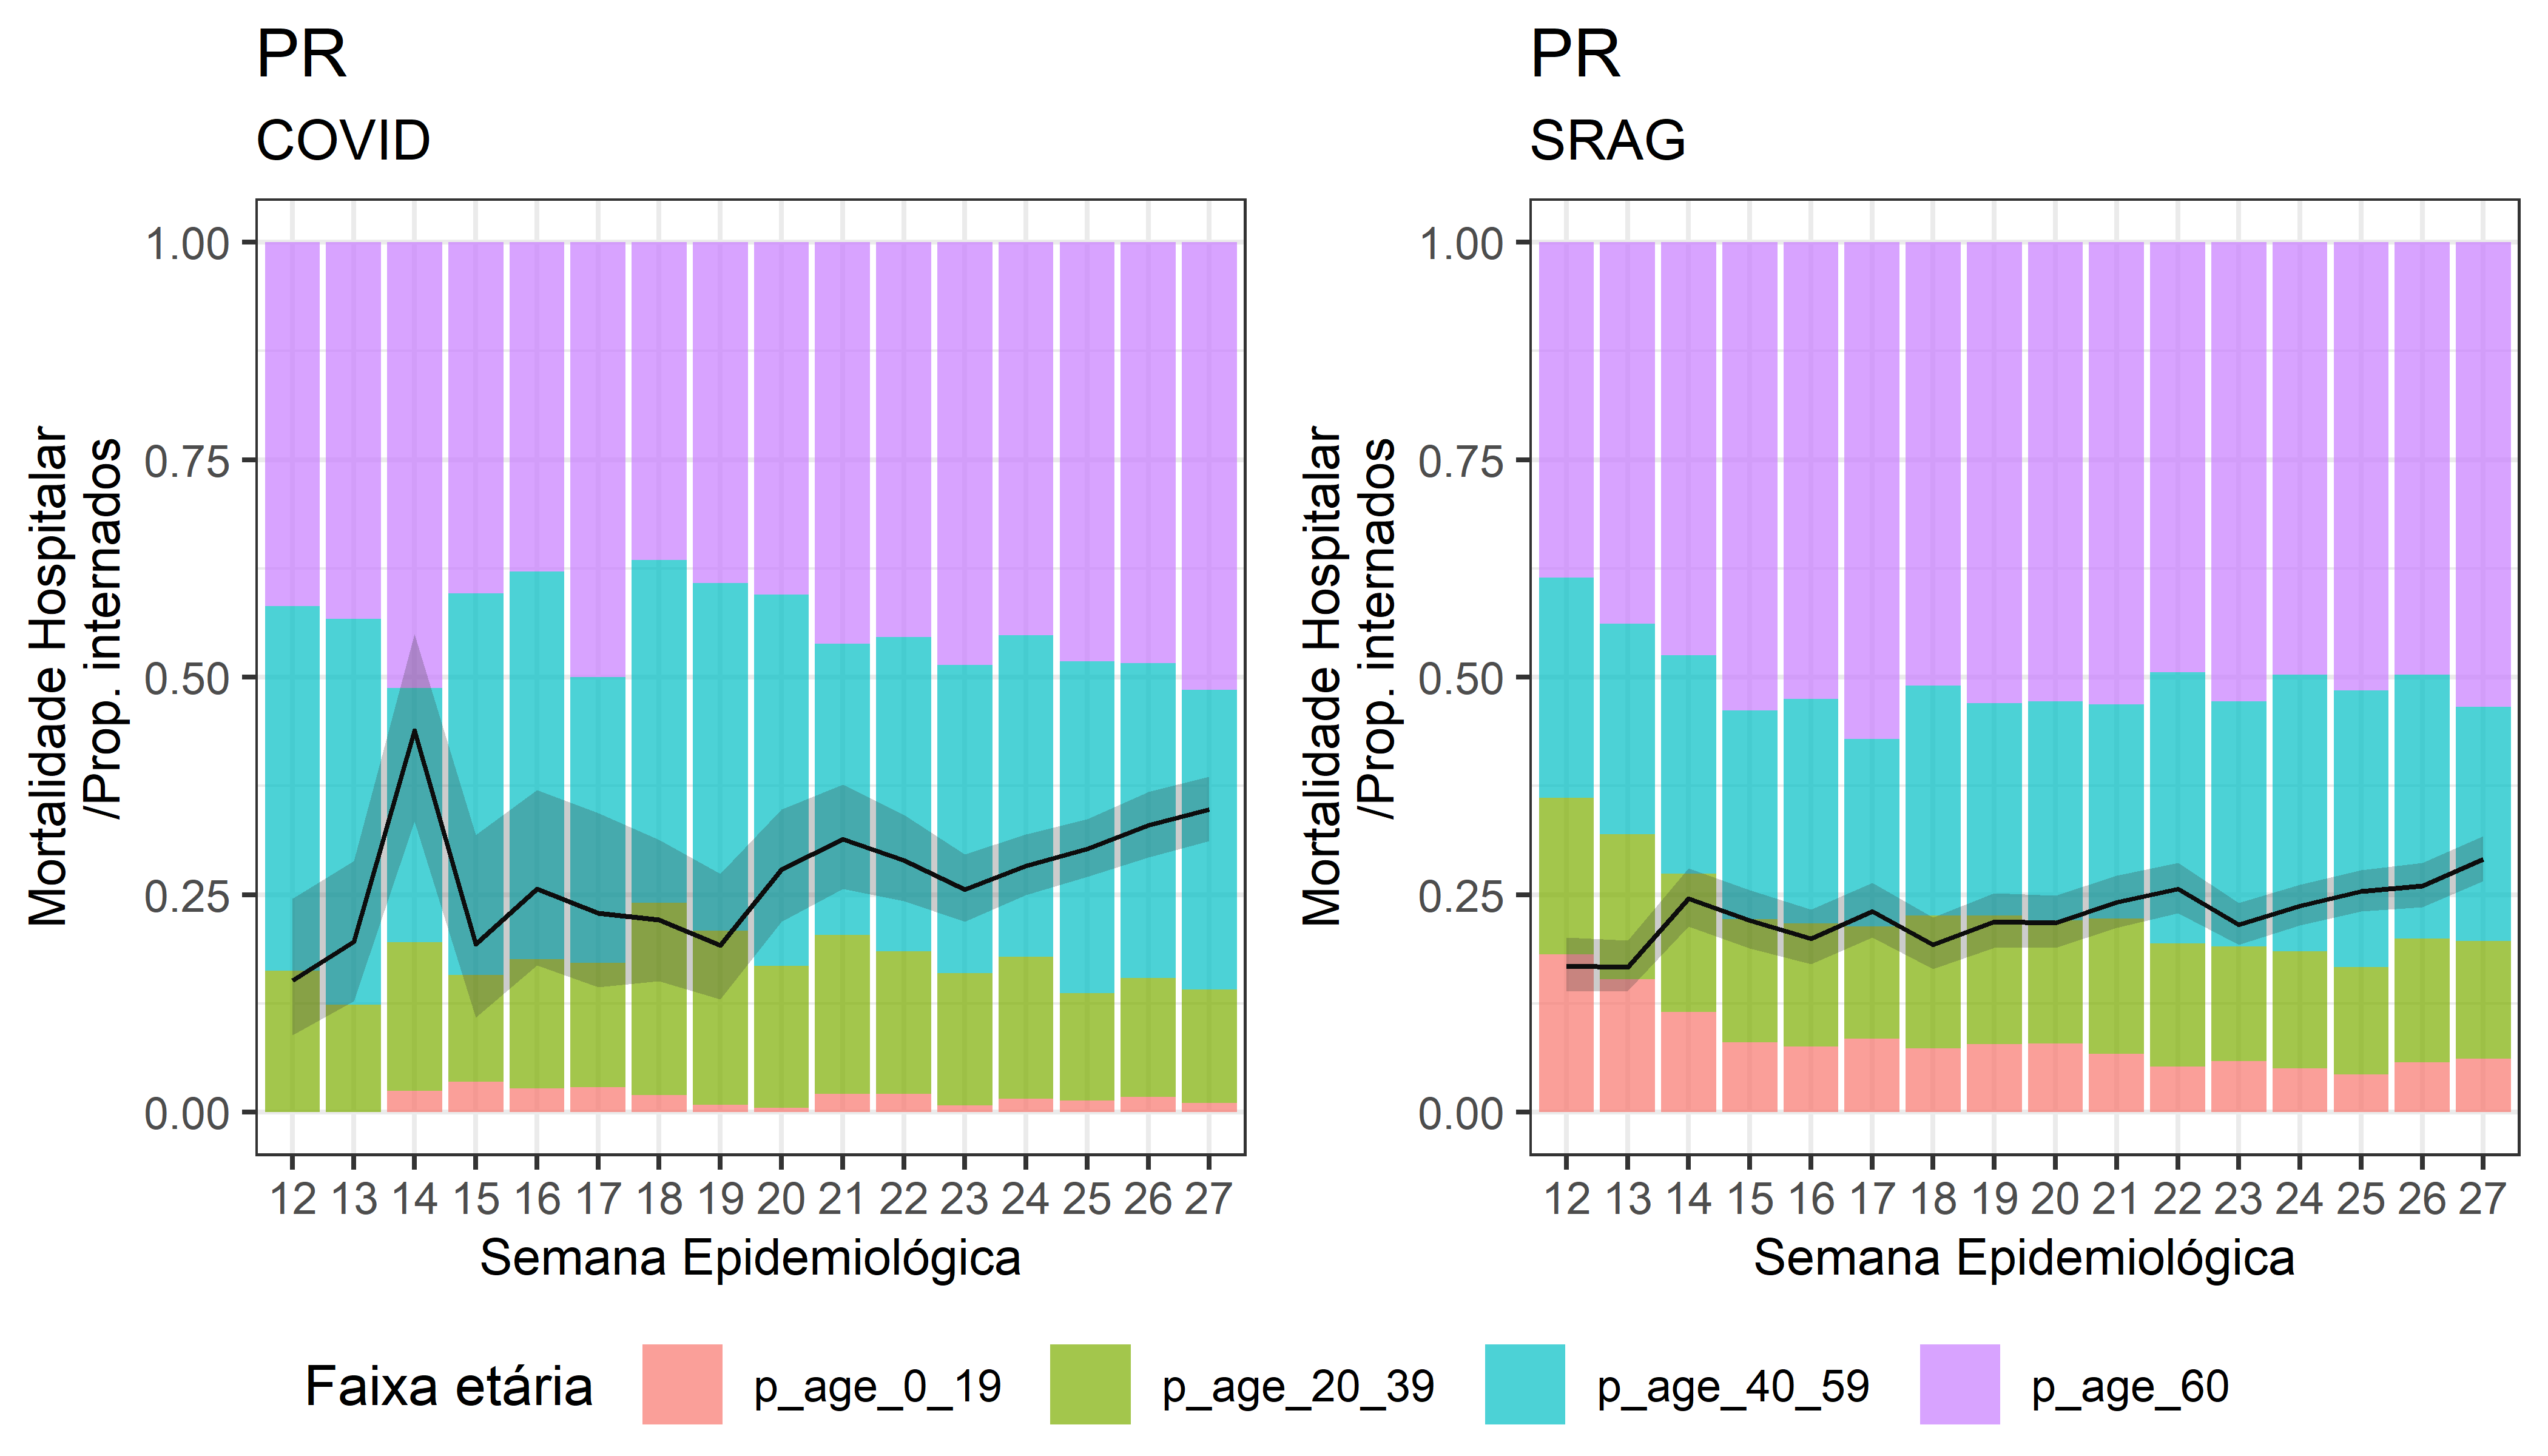 PR
COVID
Mortalidade Hospitalar
/Prop. internados
1.00
0.75
0.50
0.25
0.00
12 13 14 15 16 17 18 19 20 21 22 23 24 25 26 27
Semana Epidemiológica
PR
SRAG
Mortalidade Hospitalar
/Prop. internados
1.00
0.75
0.50
0.25
0.00
12 13 14 15 16 17 18 19 20 21 22 23 24 25 26 27
Semana Epidemiológica
Faixa etária p_age_0_19 p_age_20_39 p_age_40_59 p_age_60